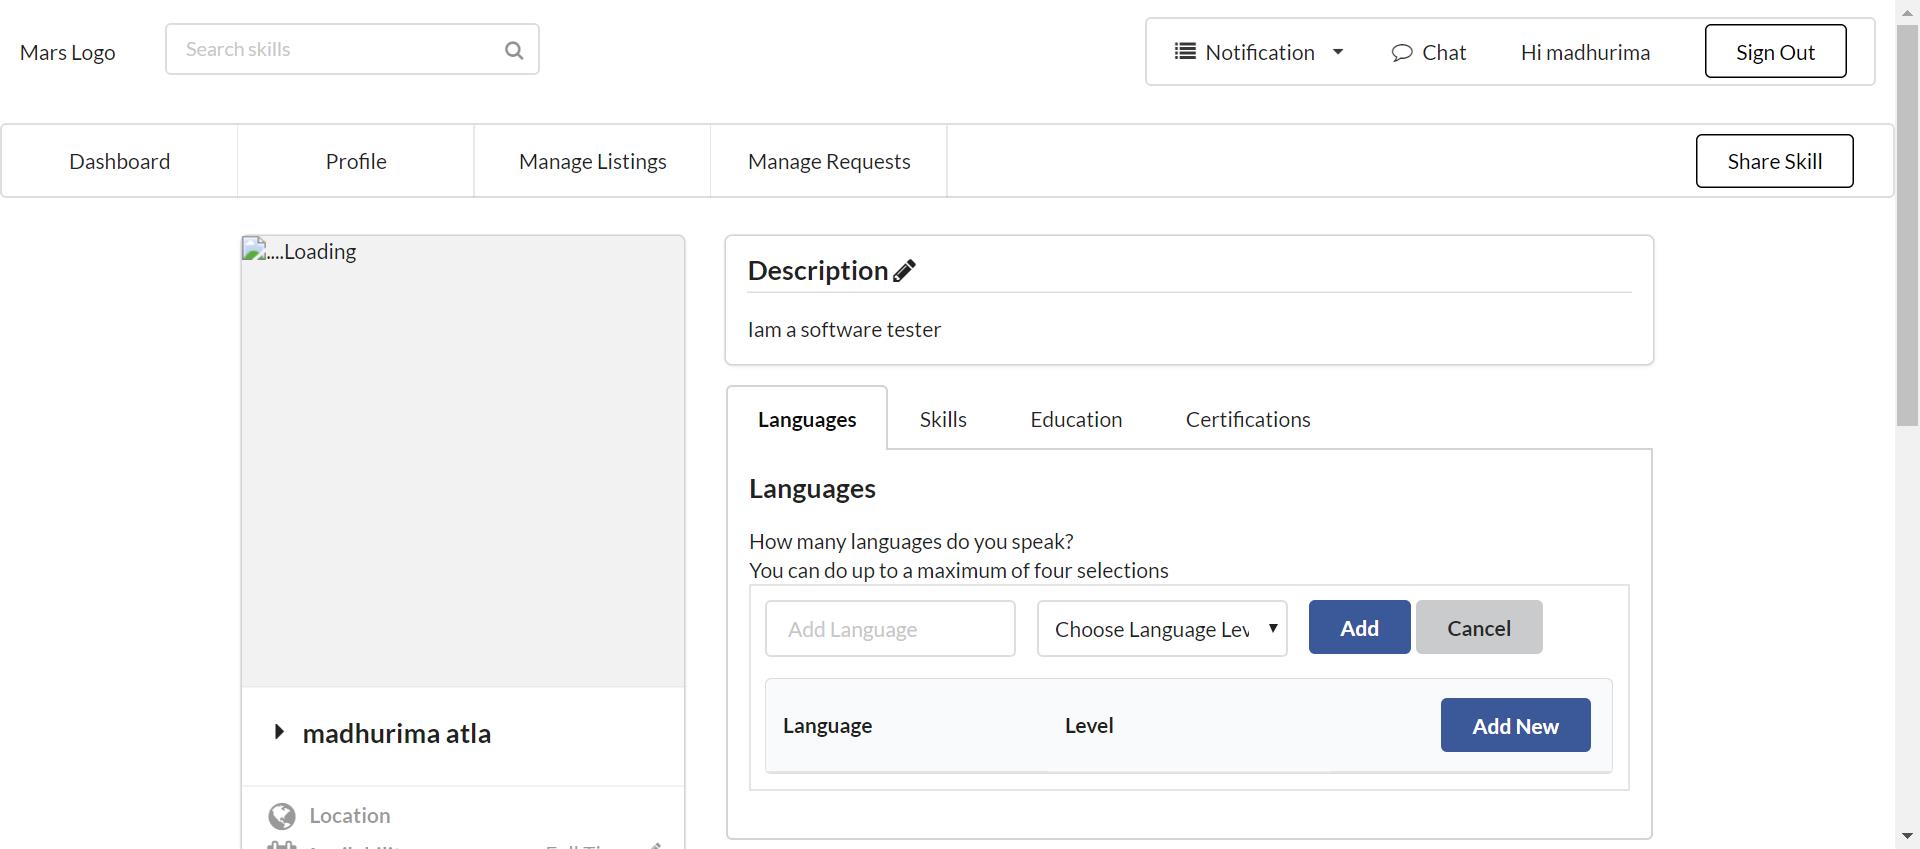 Mars Logo
Search skills
Notification
Chat
Hi madhurima
Sign Out
Dashboard
Profile
Manage Listings
Manage Requests
Share Skill
....Loading
madhurima atla
Location
Description
Iam a software tester
Languages
Skills
Education
Certifications
Languages
How many languages do you speak?
You can do up to a maximum of four selections
Add Language
Choose Language Lev
Add
Cancel
Language
Level
Add New